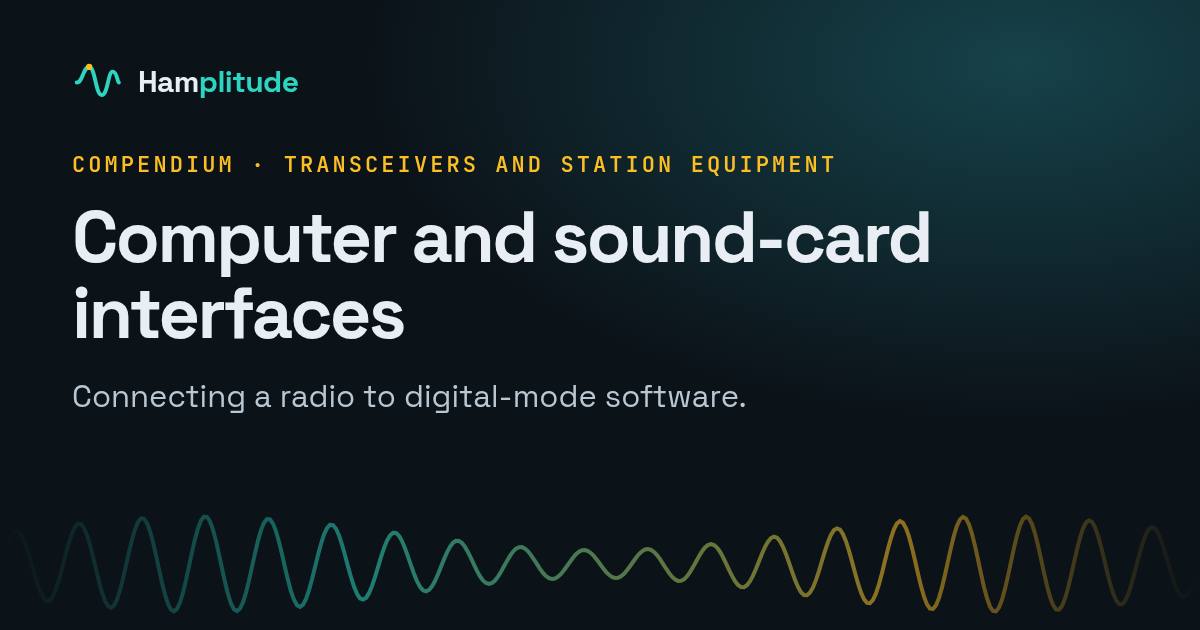 Hamplitude
COMPENDIUM · TRANSCEIVERS AND STATION EQUIPMENT
Computer and sound-card
interfaces
Connecting a radio to digital-mode software.